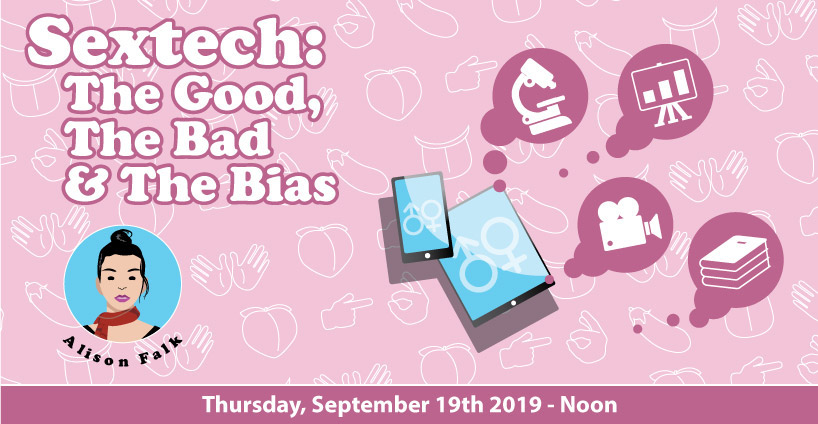 Sextech:
The Good,
The Bad
& The Bias
Alison Falk
Thursday, September 19th 2019 - Noon